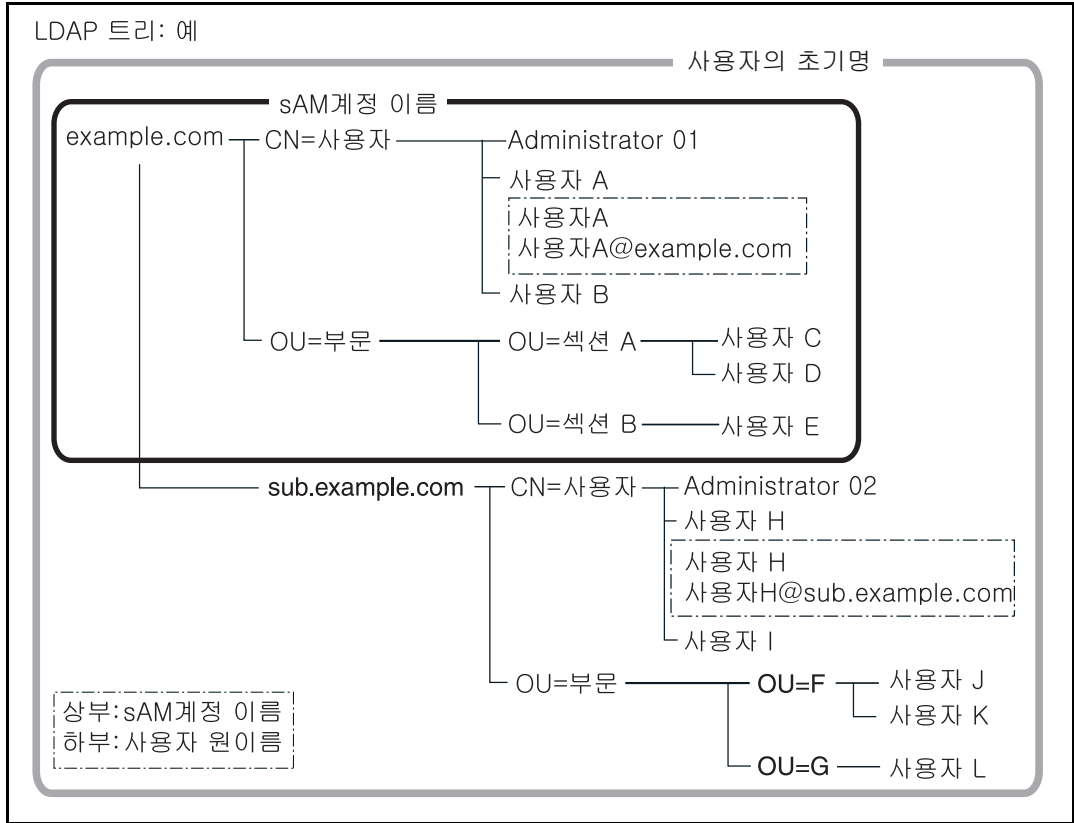 LDAP 트리: 예
사용자의 초기명
sAM계정 이름
example.com
CN=사용자
Administrator 01
사용자 A
사용자A
사용자A@example.com
사용자 B
OU=부문
OU=섹션 A
사용자 C
사용자 D
OU=섹션 B
사용자 E
sub.example.com
CN=사용자
Administrator 02
사용자 H
사용자 H
사용자H@sub.example.com
사용자 I
OU=부문
OU=F
사용자 J
사용자 K
OU=G
사용자 L
상부:sAM계정 이름
하부:사용자 원이름